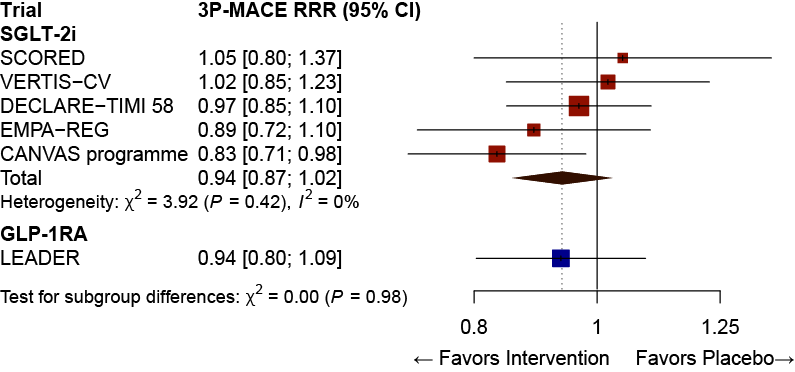 Trial 3P-MACE RRR (95% CI)
SGLT-2i
SCORED 1.05 [0.80; 1.37]
VERTIS−CV 1.02 [0.85; 1.23]
DECLARE−TIMI 58 0.97 [0.85; 1.10]
EMPA−REG 0.89 [0.72; 1.10]
CANVAS programme 0.83 [0.71; 0.98]
Total 0.94 [0.87; 1.02]
Heterogeneity: χ² = 3.92 (P = 0.42), I² = 0%
GLP-1RA
LEADER 0.94 [0.80; 1.09]
Test for subgroup differences: χ² = 0.00 (P = 0.98)
0.8 1 1.25
← Favors Intervention Favors Placebo→